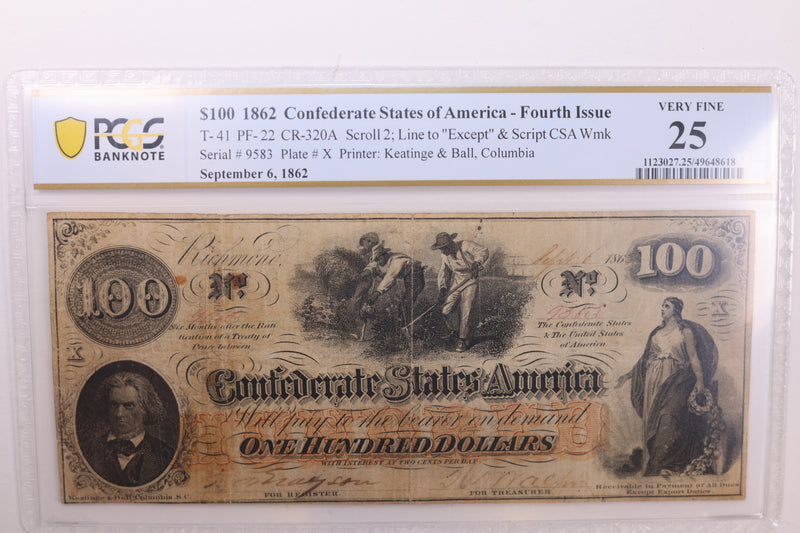 PCGS
BANKNOTE
$100 1862 Confederate States of America - Fourth Issue
T- 41 PF- 22 CR-320A Scroll 2; Line to "Except" & Script CSA Wmk
Serial # 9583 Plate # X Printer: Keatinge & Ball, Columbia
September 6, 1862
VERY FINE
25
1123027.25/49648618
Richmond,
Sept. 6 186
100
No.
No.
100
Six Months after the Rati
fication of a Treaty of
Peace between
The Confederate States
& The United States
of America
X
X
Confederate States of America
Will pay to the bearer on demand
ONE HUNDRED DOLLARS
WITH INTEREST AT TWO CENTS PER DAY
FOR REGISTER.
FOR TREASURER.
Keatinge & Ball Columbia, S.C.
Receivable in Payment of All Dues
Except Export Duties.